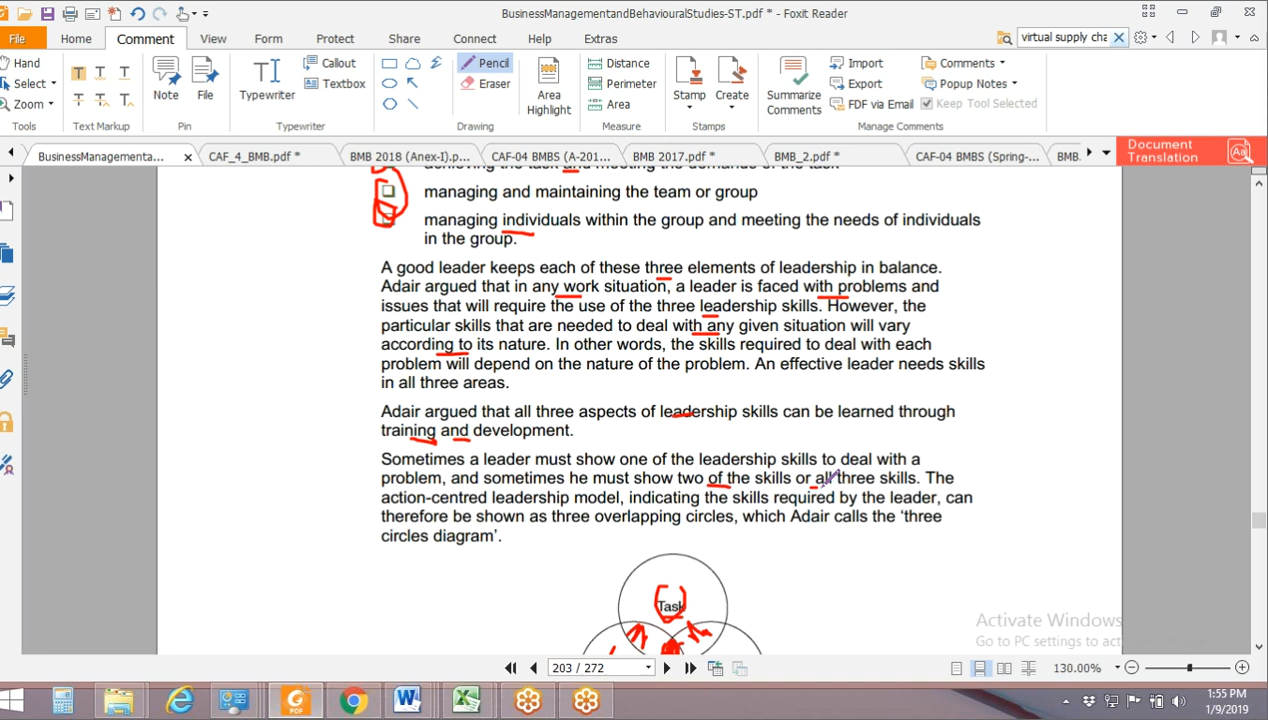 BusinessManagementandBehaviouralStudies-ST.pdf * - Foxit Reader
File Home Comment View Form Protect Share Connect Help Extras virtual supply cha
Hand
Select
Zoom
Tools
Text Markup
Note
File
Pin
Typewriter
Callout
Textbox
Typewriter
Pencil
Eraser
Drawing
Area Highlight
Distance
Perimeter
Area
Measure
Stamp
Create
Stamps
Summarize Comments
Import
Export
FDF via Email
Comments
Popup Notes
Keep Tool Selected
Manage Comments
BusinessManagementa... CAF_4_BMB.pdf * BMB 2018 (Anex-I).p... CAF-04 BMBS (A-201... BMB 2017.pdf * BMB_2.pdf * CAF-04 BMBS (Spring-... BMB.
Document Translation
achieving the task and meeting the demands of the task
managing and maintaining the team or group
managing individuals within the group and meeting the needs of individuals
in the group.
A good leader keeps each of these three elements of leadership in balance.
Adair argued that in any work situation, a leader is faced with problems and
issues that will require the use of the three leadership skills. However, the
particular skills that are needed to deal with any given situation will vary
according to its nature. In other words, the skills required to deal with each
problem will depend on the nature of the problem. An effective leader needs skills
in all three areas.
Adair argued that all three aspects of leadership skills can be learned through
training and development.
Sometimes a leader must show one of the leadership skills to deal with a
problem, and sometimes he must show two of the skills or all three skills. The
action-centred leadership model, indicating the skills required by the leader, can
therefore be shown as three overlapping circles, which Adair calls the ‘three
circles diagram’.
Task
Activate Windows
Go to PC settings to act
203 / 272
130.00%
1:55 PM
1/9/2019